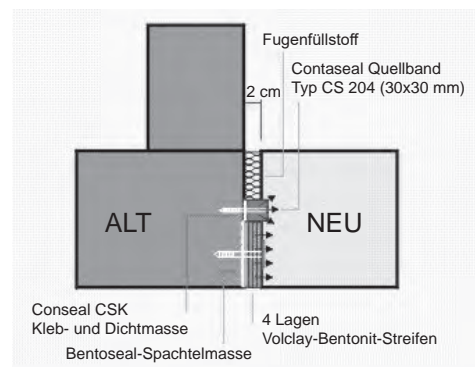 Fugenfüllstoff
Contaseal Quellband
Typ CS 204 (30x30 mm)
2 cm
ALT
NEU
Conseal CSK
Kleb- und Dichtmasse
4 Lagen
Volclay-Bentonit-Streifen
Bentoseal-Spachtelmasse